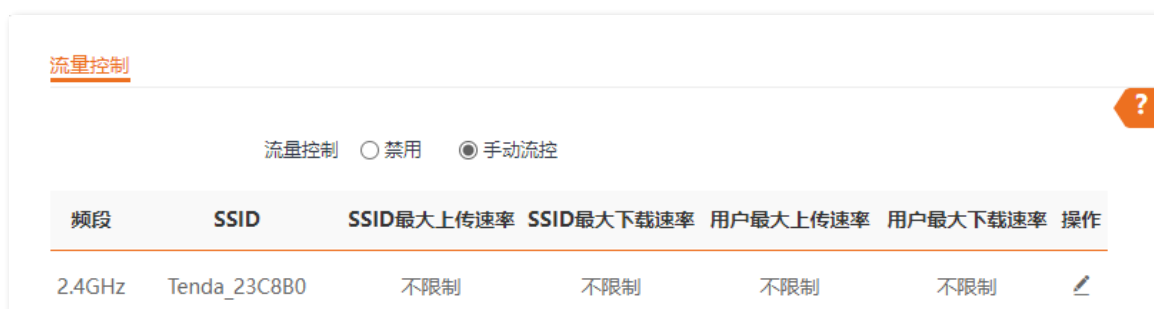 流量控制
?
流量控制 禁用 手动流控
频段 SSID SSID最大上传速率 SSID最大下载速率 用户最大上传速率 用户最大下载速率 操作
2.4GHz Tenda_23C8B0 不限制 不限制 不限制 不限制